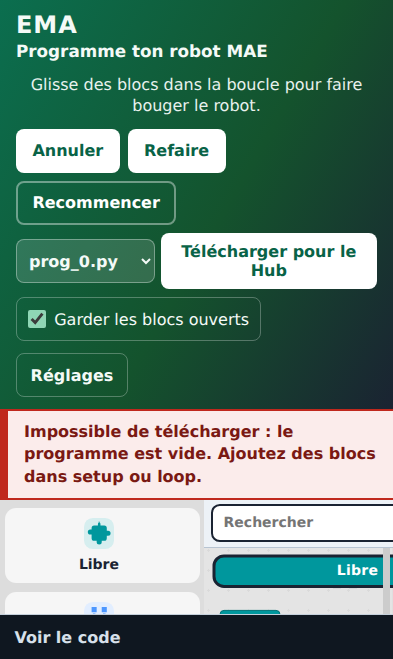 EMA
Programme ton robot MAE
Glisse des blocs dans la boucle pour faire
bouger le robot.
Annuler
Refaire
Recommencer
prog_0.py
Télécharger pour le
Hub
Garder les blocs ouverts
Réglages
Impossible de télécharger : le
programme est vide. Ajoutez des blocs
dans setup ou loop.
Libre
Rechercher
Libre
Voir le code